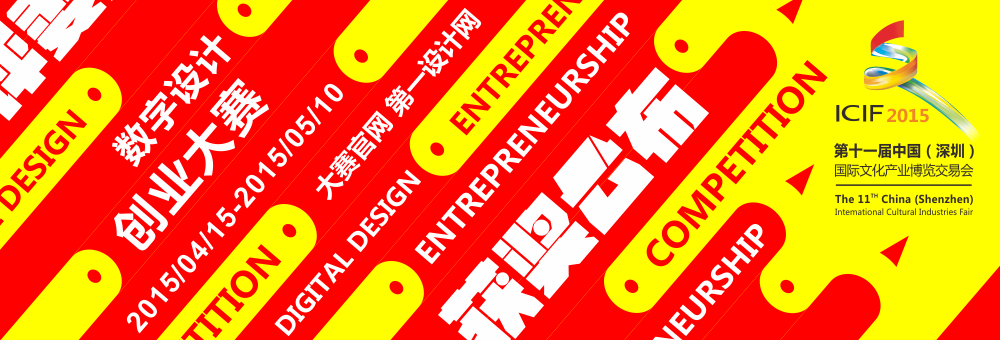 DESIGN
数字设计
创业大赛
2015/04/15-2015/05/10
TITION
大赛官网 第一设计网
DIGITAL DESIGN
ENTREPREN
ENTREPRENEURSHIP
获奖公布
COMPETITION
NEURSHIP
ICIF 2015
第十一届中国（深圳）
国际文化产业博览交易会
The 11TH China (Shenzhen)
International Cultural Industries Fair